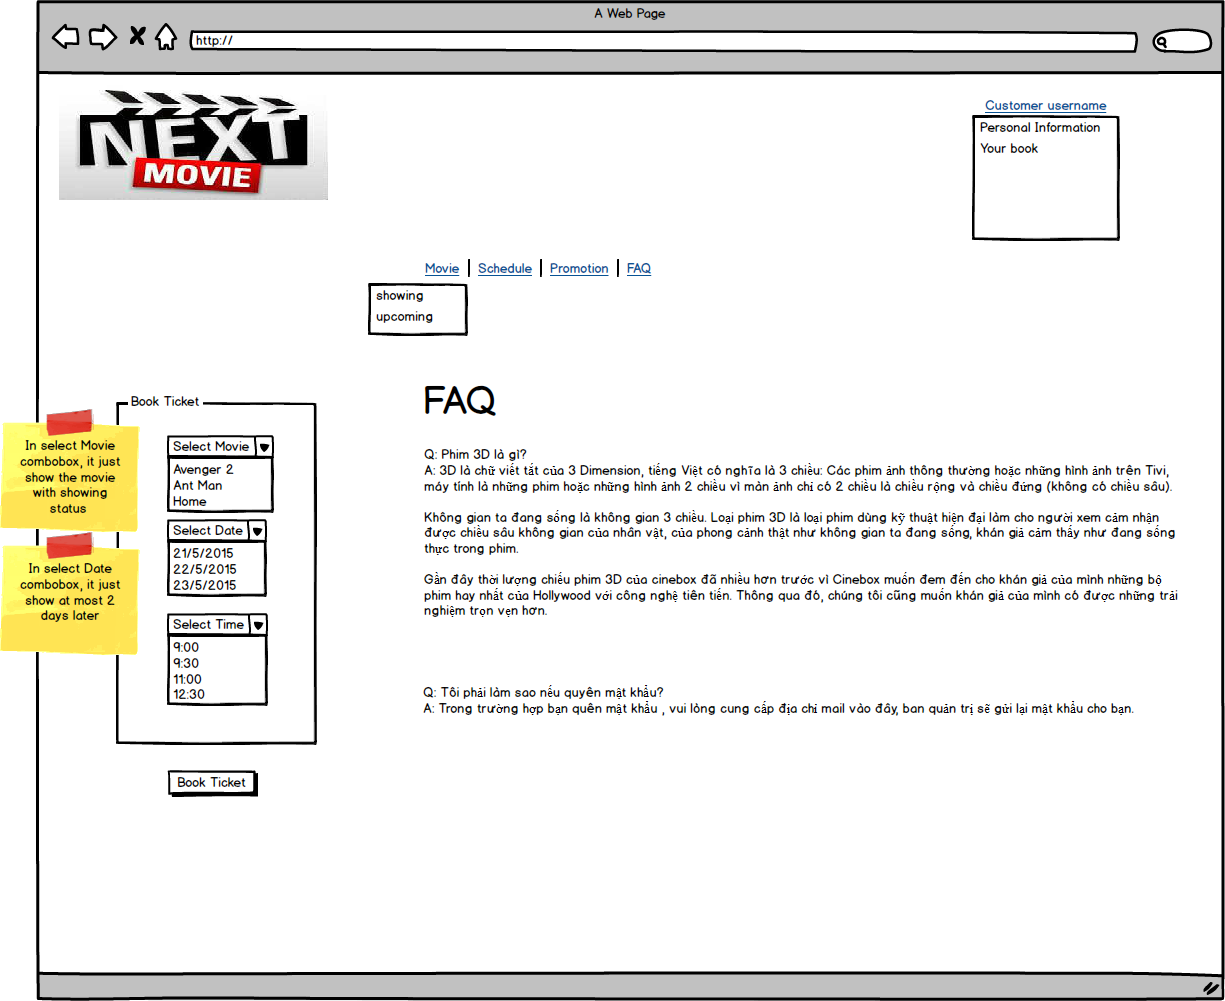 A Web Page
http://
NEXT
MOVIE
Customer username
Personal Information
Your book
Movie
Schedule
Promotion
FAQ
showing
upcoming
Book Ticket
In select Movie
combobox, it just
show the movie
with showing
status
In select Date
combobox, it just
show at most 2
days later
Select Movie
Avenger 2
Ant Man
Home
Select Date
21/5/2015
22/5/2015
23/5/2015
Select Time
9:00
9:30
11:00
12:30
Book Ticket
FAQ
Q: Phim 3D là gì?
A: 3D là chữ viết tắt của 3 Dimension, tiếng Việt có nghĩa là 3 chiều: Các phim ảnh thông thường hoặc những hình ảnh trên Tivi,
máy tính là những phim hoặc những hình ảnh 2 chiều vì màn ảnh chỉ có 2 chiều là chiều rộng và chiều đứng (không có chiều sâu).
Không gian ta đang sống là không gian 3 chiều. Loại phim 3D là loại phim dùng kỹ thuật hiện đại làm cho người xem cảm nhận
được chiều sâu không gian của nhân vật, của phong cảnh thật như không gian ta đang sống, khán giả cảm thấy như đang sống
thực trong phim.
Gần đây thời lượng chiếu phim 3D của cinebox đã nhiều hơn trước vì Cinebox muốn đem đến cho khán giả của mình những bộ
phim hay nhất của Hollywood với công nghệ tiên tiến. Thông qua đó, chúng tôi cũng muốn khán giả của mình có được những trải
nghiệm trọn vẹn hơn.
Q: Tôi phải làm sao nếu quyên mật khẩu?
A: Trong trường hợp bạn quên mật khẩu , vui lòng cung cấp địa chỉ mail vào đây, ban quản trị sẽ gửi lại mật khẩu cho bạn.